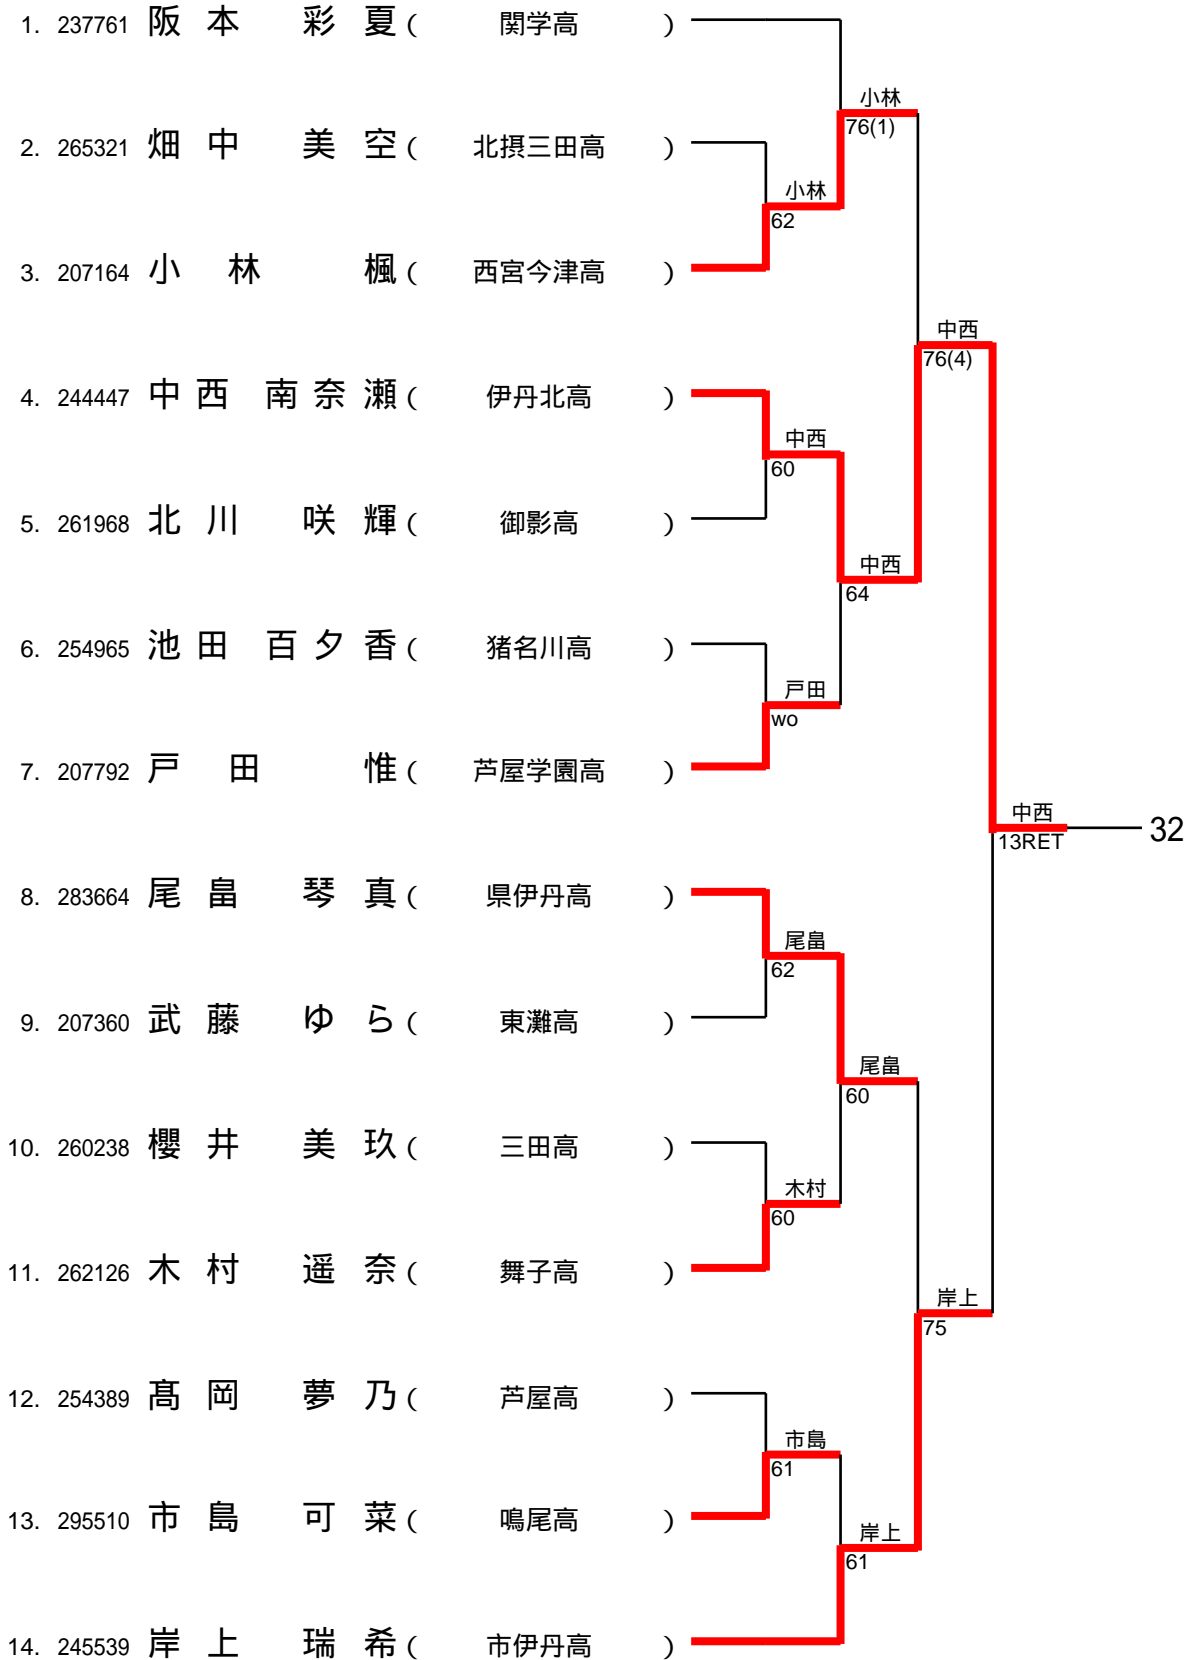 1. 237761 阪本 彩夏 ( 関学高 )
小林
76(1)
2. 265321 畑中 美空 ( 北摂三田高 )
小林
62
3. 207164 小林 楓 ( 西宮今津高 )
中西
76(4)
4. 244447 中西 南奈瀬 ( 伊丹北高 )
中西
60
5. 261968 北川 咲輝 ( 御影高 )
中西
64
6. 254965 池田 百夕香 ( 猪名川高 )
戸田
wo
7. 207792 戸田 惟 ( 芦屋学園高 )
中西
13RET
32
8. 283664 尾畠 琴真 ( 県伊丹高 )
尾畠
62
9. 207360 武藤 ゆら ( 東灘高 )
尾畠
60
10. 260238 櫻井 美玖 ( 三田高 )
木村
60
11. 262126 木村 遥奈 ( 舞子高 )
岸上
75
12. 254389 髙岡 夢乃 ( 芦屋高 )
市島
61
13. 295510 市島 可菜 ( 鳴尾高 )
岸上
61
14. 245539 岸上 瑞希 ( 市伊丹高 )